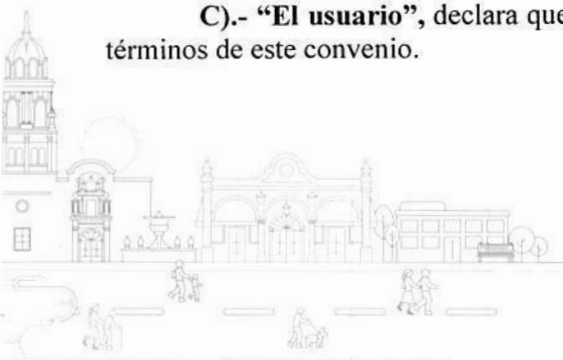 C).- “El usuario”, declara que
términos de este convenio.